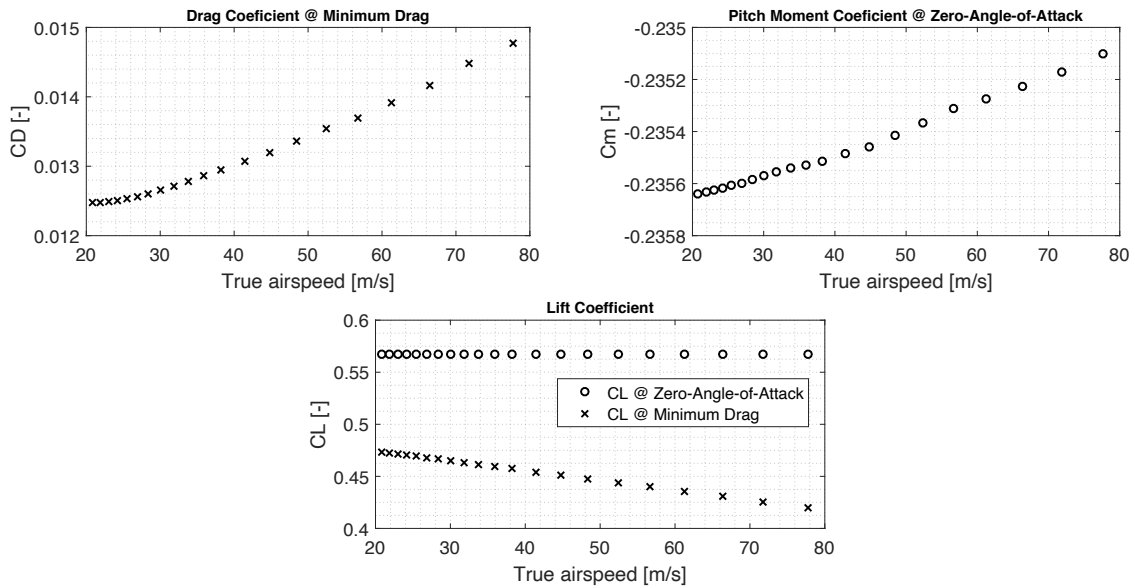 Drag Coeficient @ Minimum Drag
0.015
0.014
0.013
0.012
CD [-]
20 30 40 50 60 70 80
True airspeed [m/s]
Pitch Moment Coeficient @ Zero-Angle-of-Attack
-0.235
-0.2352
-0.2354
-0.2356
-0.2358
Cm [-]
20 30 40 50 60 70 80
True airspeed [m/s]
Lift Coefficient
0.6
0.55
0.5
0.45
0.4
CL [-]
CL @ Zero-Angle-of-Attack
CL @ Minimum Drag
20 30 40 50 60 70 80
True airspeed [m/s]